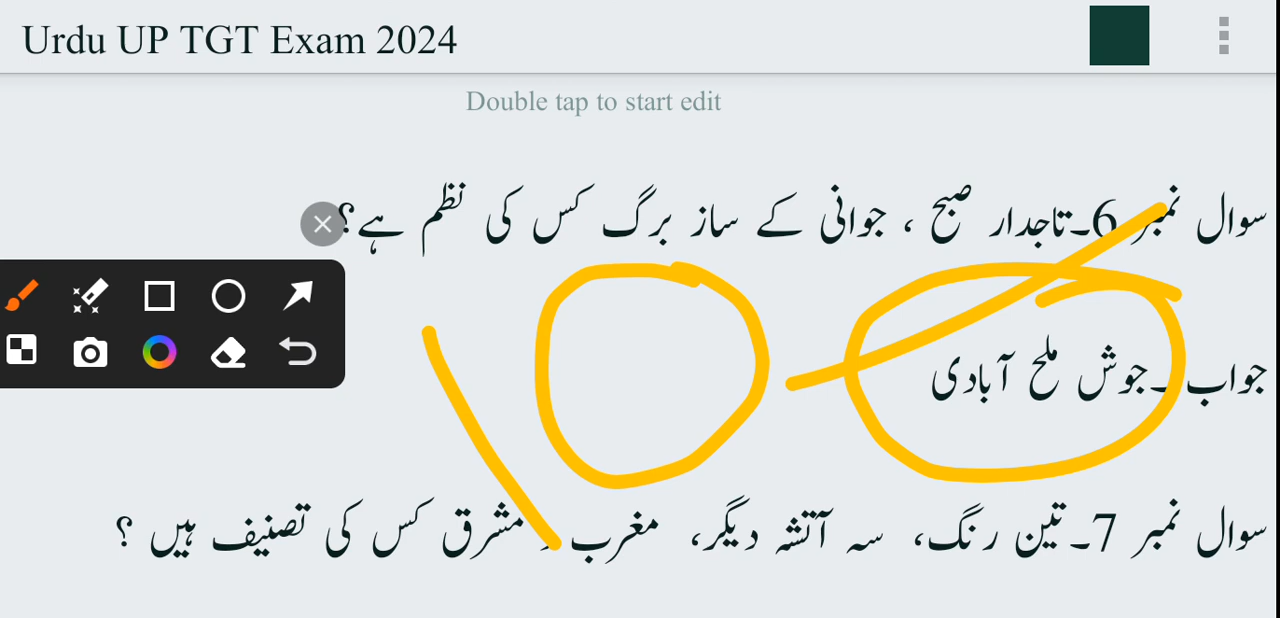 Urdu UP TGT Exam 2024
Double tap to start edit
سوال نمبر 6۔تاجدار صبح ، جوانی کے ساز برگ کس کی نظم ہے؟
جواب ۔جوش ملح آبادی
سوال نمبر 7۔تین رنگ، سہ آتشہ دیگر، مغرب مشرق کس کی تصنیف ہیں ؟